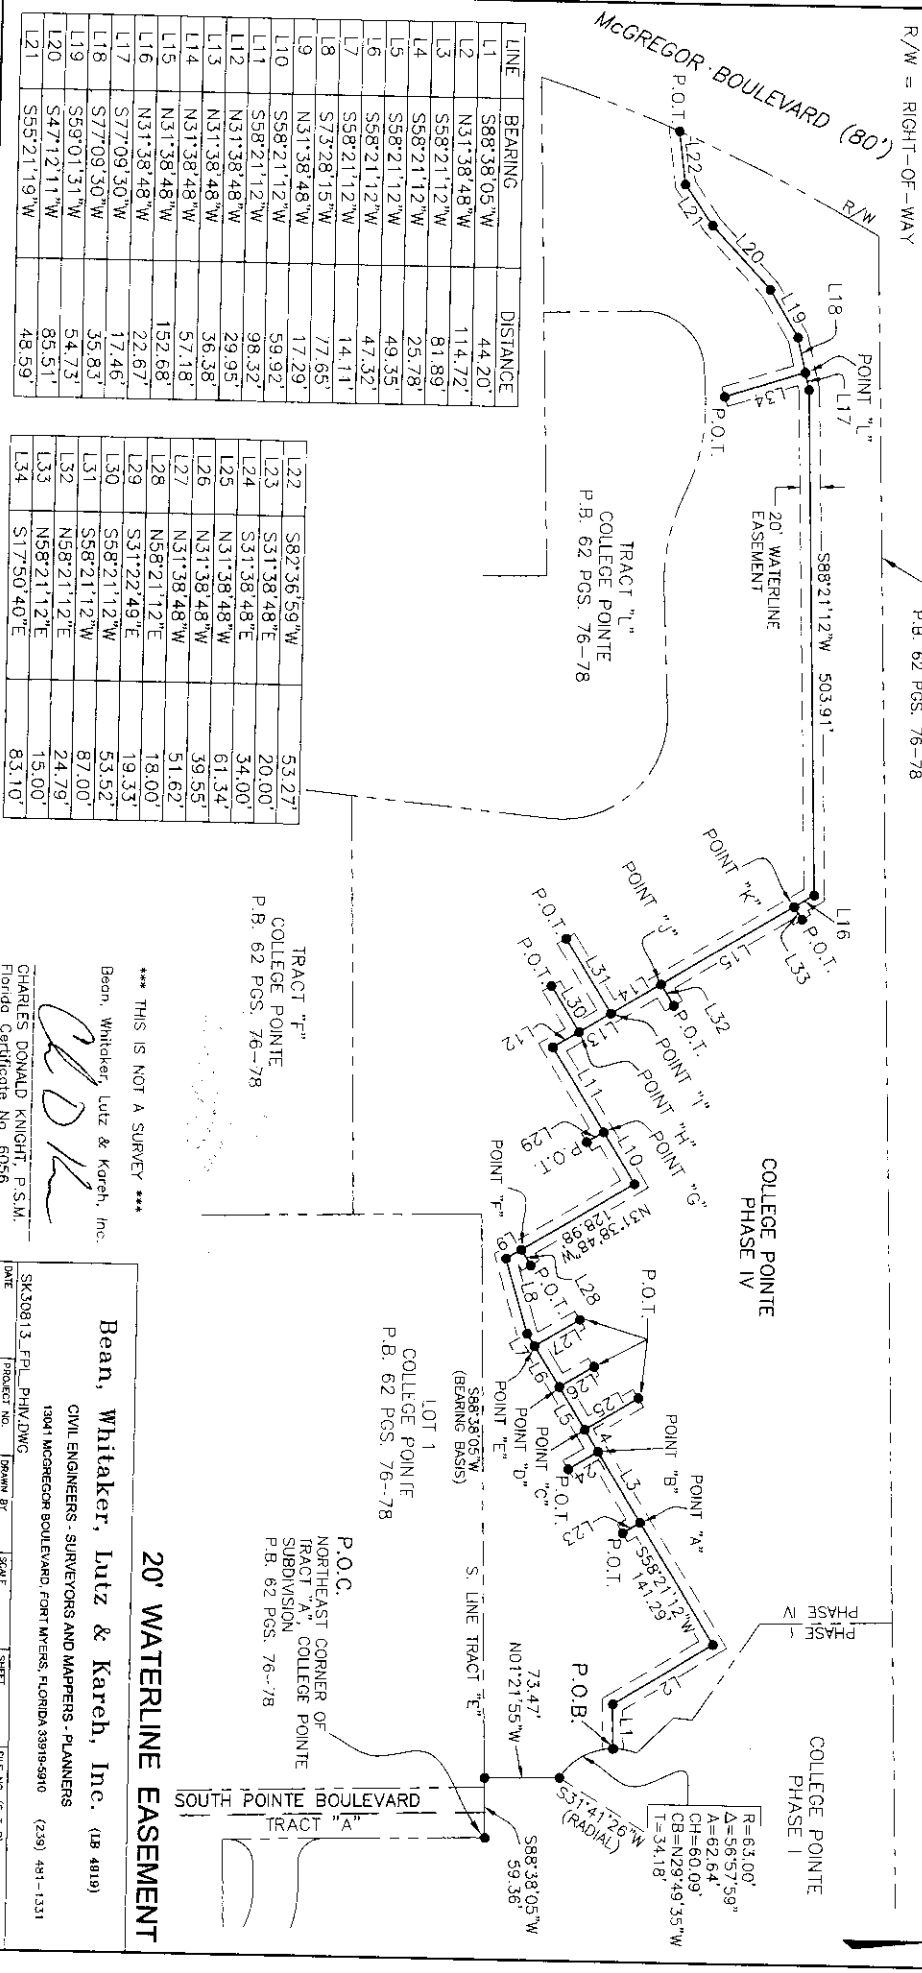 R/W = RIGHT-OF-WAY
P.B. 62 PGS. 76-78
McGREGOR BOULEVARD (80')
R/W
P.O.T.
L22
L21
L20
L19
L18
POINT "L"
L17
L34
P.O.T.
20' WATERLINE
EASEMENT
S88°21'12"W 503.91'
TRACT "L"
COLLEGE POINTE
P.B. 62 PGS. 76-78
POINT "K"
L16
P.O.T.
L33
L15
POINT "J"
L32
P.O.T.
L14
P.O.T.
L31
P.O.T.
L30
L13
L12
POINT "I"
POINT "H"
POINT "G"
L11
L29
P.O.T.
L10
N31°38'48"W
128.98'
POINT "F"
L9
L28
P.O.T.
L8
L7
L27
P.O.T.
L6
L26
L5
L25
L4
POINT "E"
POINT "D"
POINT "C"
POINT "B"
L24
P.O.T.
L3
POINT "A"
L23
P.O.T.
S58°21'12"W
141.29'
L2
L1
P.O.B.
COLLEGE POINTE
PHASE IV
PHASE IV
PHASE I
COLLEGE POINTE
PHASE I
R=63.00'
Δ=56°57'59"
A=62.64'
CH=60.09'
CB=N29°49'35"W
T=34.18'
S31°41'26"W
(RADIAL)
73.47'
N01°21'55"W
S88°38'05"W
59.36'
S. LINE TRACT "E"
S88°38'05"W
(BEARING BASIS)
LOT 1
COLLEGE POINTE
P.B. 62 PGS. 76-78
P.O.C.
NORTHEAST CORNER OF
TRACT "A", COLLEGE POINTE
SUBDIVISION
P.B. 62 PGS. 76-78
SOUTH POINTE BOULEVARD
TRACT "A"
TRACT "F"
COLLEGE POINTE
P.B. 62 PGS. 76-78
LINE BEARING DISTANCE
L1 S88°38'05"W 44.20'
L2 N31°38'48"W 114.72'
L3 S58°21'12"W 81.89'
L4 S58°21'12"W 25.78'
L5 S58°21'12"W 49.35'
L6 S58°21'12"W 47.32'
L7 S58°21'12"W 14.11'
L8 S73°28'15"W 77.65'
L9 N31°38'48"W 17.29'
L10 S58°21'12"W 59.92'
L11 S58°21'12"W 98.32'
L12 N31°38'48"W 29.95'
L13 N31°38'48"W 36.38'
L14 N31°38'48"W 57.18'
L15 N31°38'48"W 152.68'
L16 N31°38'48"W 22.67'
L17 S77°09'30"W 17.46'
L18 S77°09'30"W 35.83'
L19 S59°01'31"W 54.73'
L20 S47°12'11"W 85.51'
L21 S55°21'19"W 48.59'
L22 S82°36'59"W 53.27'
L23 S31°38'48"E 20.00'
L24 S31°38'48"E 34.00'
L25 N31°38'48"W 61.34'
L26 N31°38'48"W 39.55'
L27 N31°38'48"W 51.62'
L28 N58°21'12"E 18.00'
L29 S31°22'49"E 19.33'
L30 S58°21'12"W 53.52'
L31 S58°21'12"W 87.00'
L32 N58°21'12"E 24.79'
L33 N58°21'12"E 15.00'
L34 S17°50'40"E 83.10'
*** THIS IS NOT A SURVEY ***
Bean, Whitaker, Lutz & Kareh, Inc.
CHARLES DONALD KNIGHT, P.S.M.
Florida Certificate No. 6056
20' WATERLINE EASEMENT
Bean, Whitaker, Lutz & Kareh, Inc. (LB 4919)
CIVIL ENGINEERS - SURVEYORS AND MAPPERS - PLANNERS
13041 MCGREGOR BOULEVARD, FORT MYERS, FLORIDA 33919-5910 (239) 481-1331
SK30813_FPL_PHIV.DWG
DATE PROJECT NO. DRAWN BY SCALE SHEET